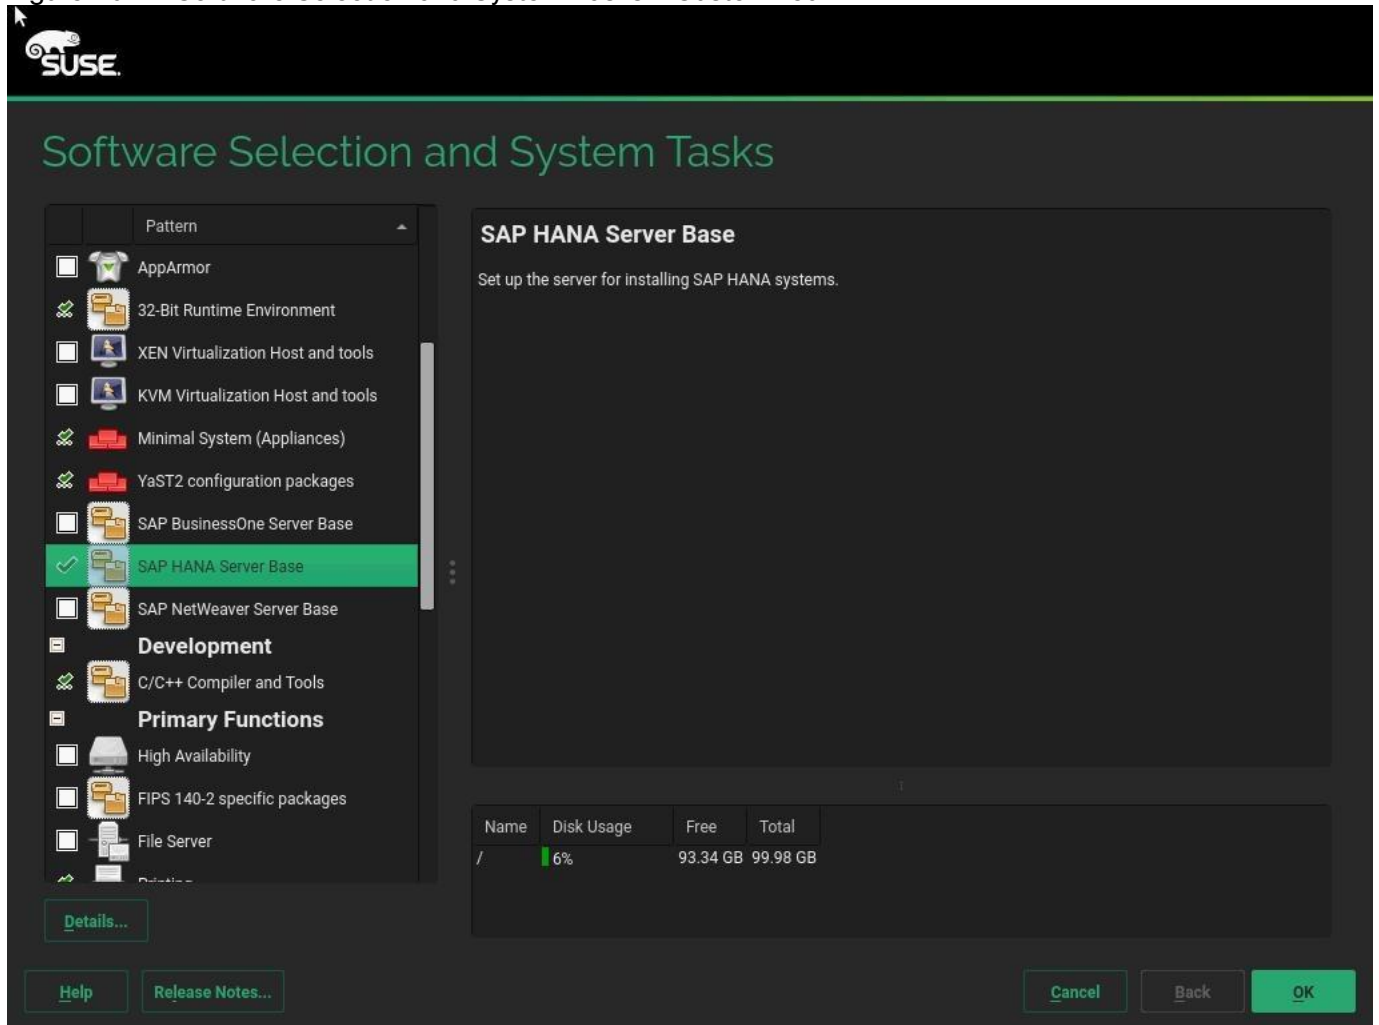 SUSE.
Software Selection and System Tasks
Pattern
AppArmor
32-Bit Runtime Environment
XEN Virtualization Host and tools
KVM Virtualization Host and tools
Minimal System (Appliances)
YaST2 configuration packages
SAP BusinessOne Server Base
SAP HANA Server Base
SAP NetWeaver Server Base
Development
C/C++ Compiler and Tools
Primary Functions
High Availability
FIPS 140-2 specific packages
File Server
Printing
Details...
SAP HANA Server Base
Set up the server for installing SAP HANA systems.
Name Disk Usage Free Total
/ 6% 93.34 GB 99.98 GB
Help Release Notes... Cancel Back OK